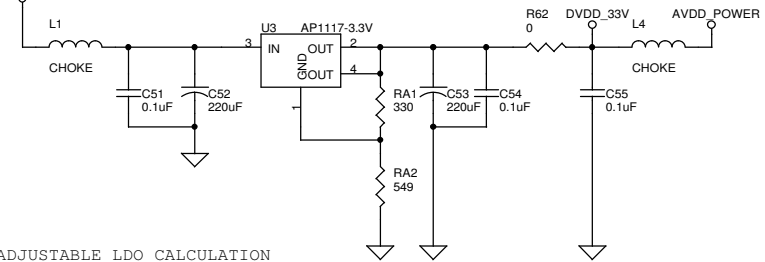 L1
CHOKE
C51
0.1uF
C52
220uF
U3
AP1117-3.3V
3
IN
OUT
2
GND
OUT
4
1
RA1
330
RA2
549
C53
220uF
C54
0.1uF
R62
0
DVDD_33V
C55
0.1uF
L4
CHOKE
AVDD_POWER
ADJUSTABLE LDO CALCULATION